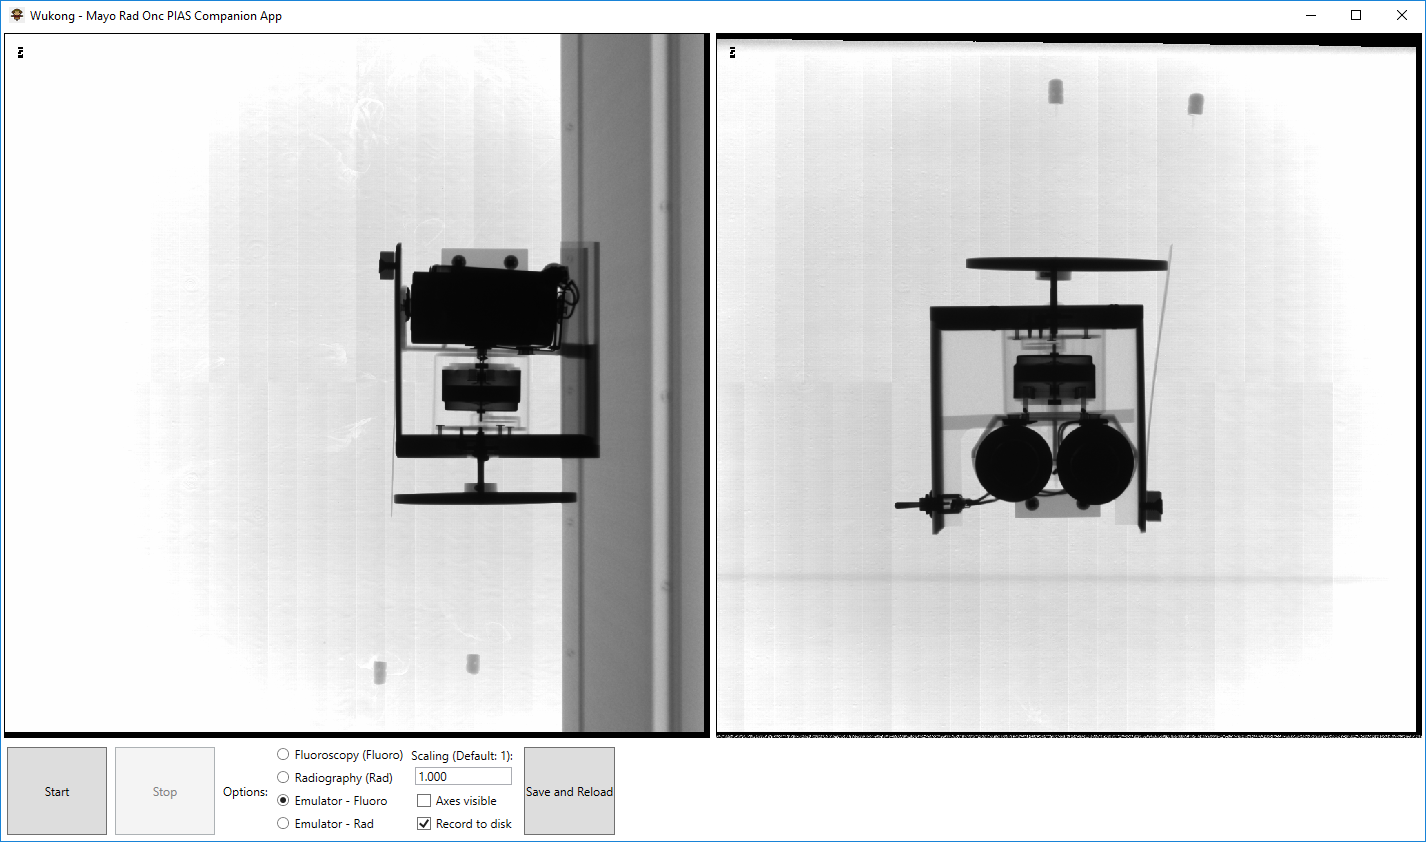 Wukong - Mayo Rad Onc PIAS Companion App
Start
Stop
Options:
Fluoroscopy (Fluoro)
Radiography (Rad)
Emulator - Fluoro
Emulator - Rad
Scaling (Default: 1):
1.000
Axes visible
Record to disk
Save and Reload